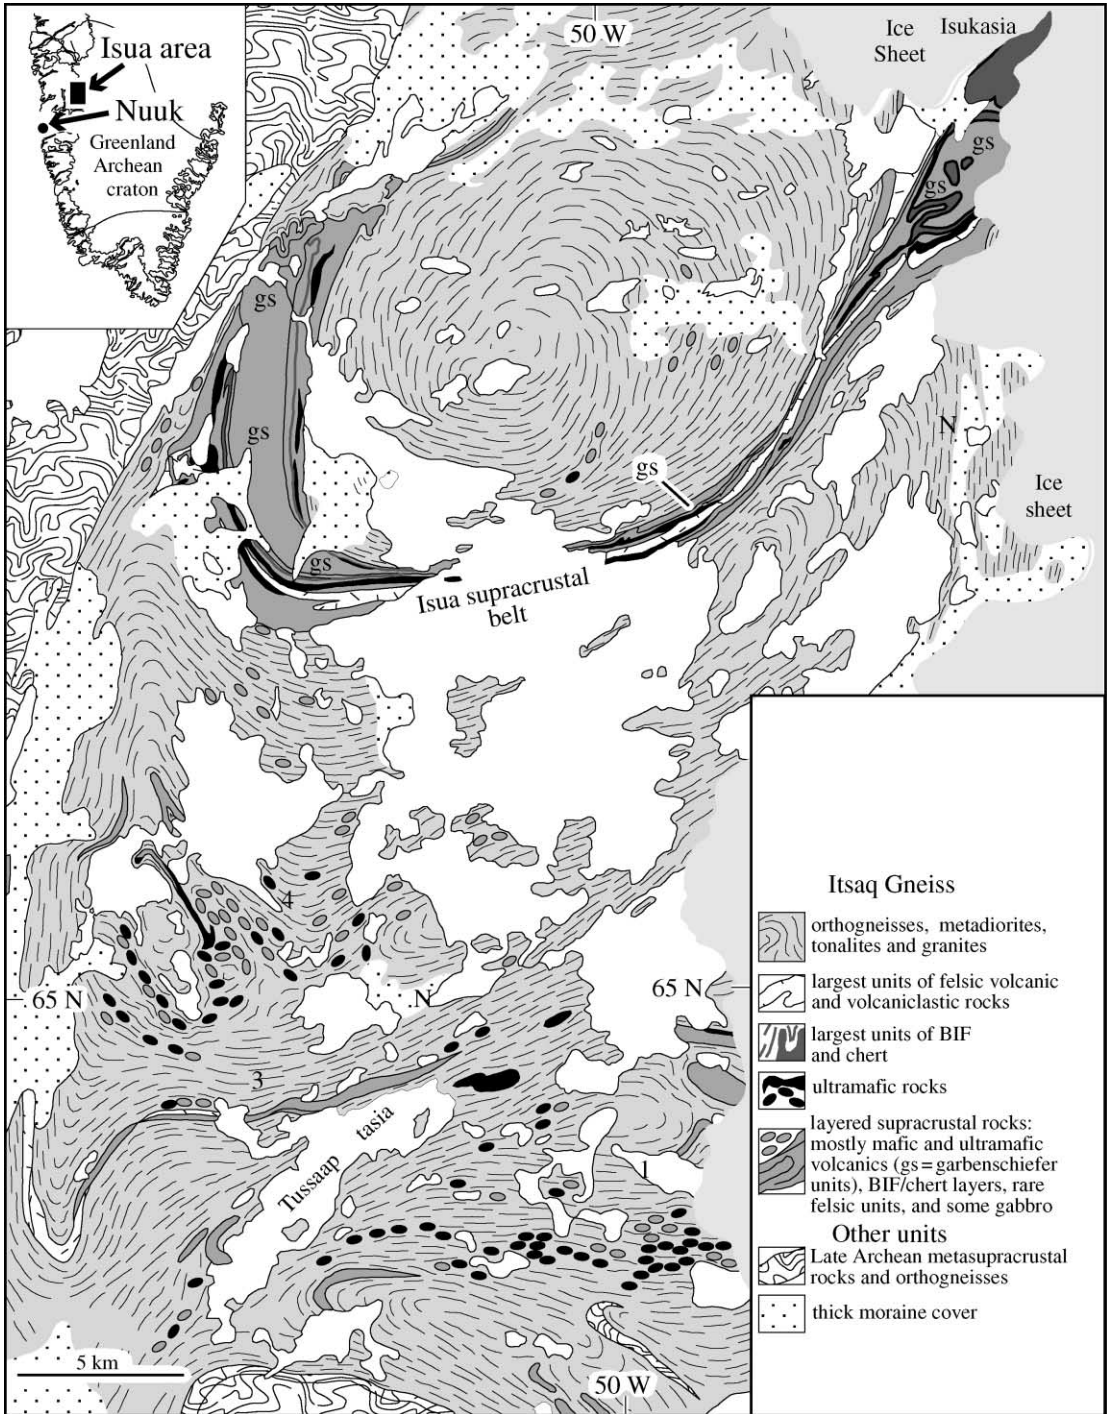 50 W
Ice
Sheet
Isukasia
Isua area
Nuuk
Greenland
Archean
craton
gs
gs
gs
gs
gs
gs
N
Ice
sheet
Isua supracrustal
belt
4
65 N
N
65 N
3
tasia
Tussaap
1
5 km
50 W
Itsaq Gneiss
orthogneisses, metadiorites,
tonalites and granites
largest units of felsic volcanic
and volcaniclastic rocks
largest units of BIF
and chert
ultramafic rocks
layered supracrustal rocks:
mostly mafic and ultramafic
volcanics (gs = garbenschiefer
units), BIF/chert layers, rare
felsic units, and some gabbro
Other units
Late Archean metasupracrustal
rocks and orthogneisses
thick moraine cover